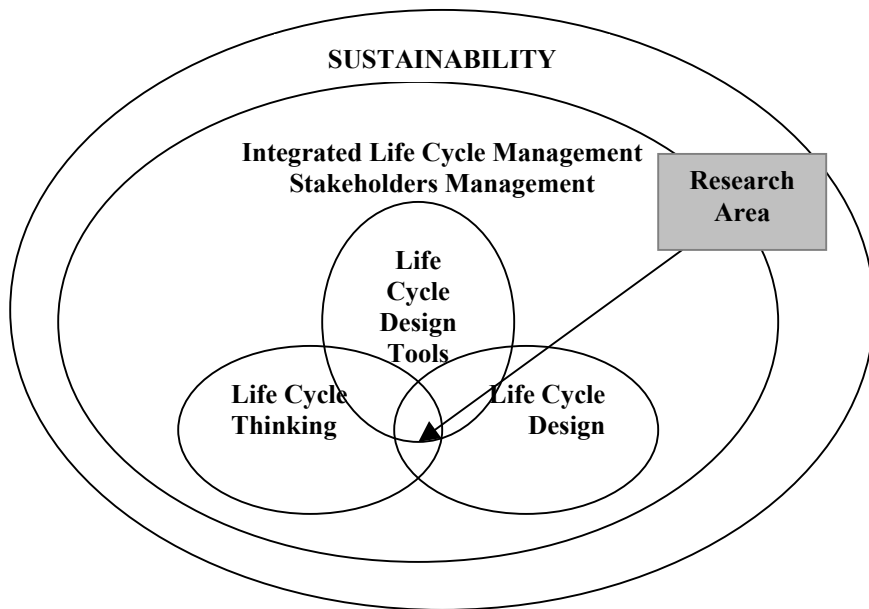 SUSTAINABILITY
Integrated Life Cycle Management
Stakeholders Management
Research
Area
Life
Cycle
Design
Tools
Life Cycle
Thinking
Life Cycle
Design